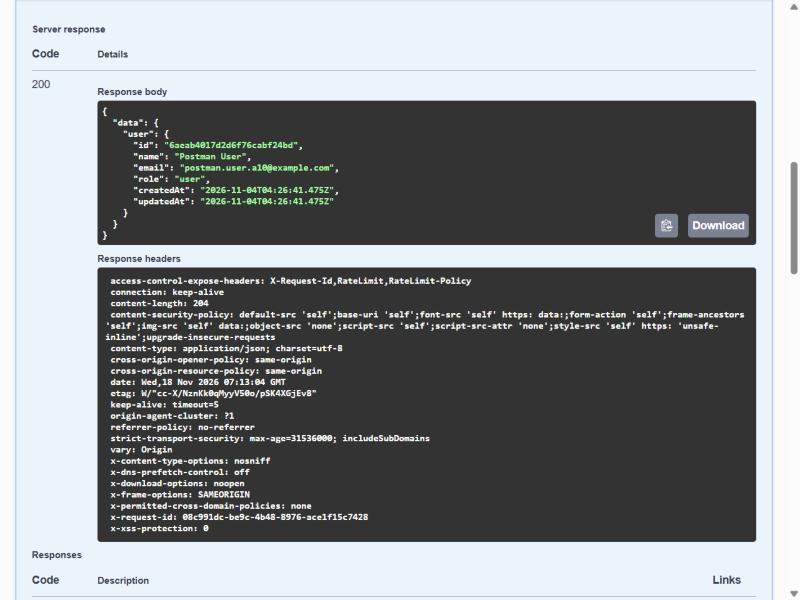 Server response
Code Details
200
Response body
{
"data": {
"user": {
"id": "6aeab4017d2d6f76cabf24bd",
"name": "Postman User",
"email": "postman.user.a10@example.com",
"role": "user",
"createdAt": "2026-11-04T04:26:41.475Z",
"updatedAt": "2026-11-04T04:26:41.475Z"
}
}
}
Download
Response headers
access-control-expose-headers: X-Request-Id,RateLimit,RateLimit-Policy
connection: keep-alive
content-length: 204
content-security-policy: default-src 'self';base-uri 'self';font-src 'self' https: data:;form-action 'self';frame-ancestors
'self';img-src 'self' data:;object-src 'none';script-src 'self';script-src-attr 'none';style-src 'self' https: 'unsafe-
inline';upgrade-insecure-requests
content-type: application/json; charset=utf-8
cross-origin-opener-policy: same-origin
cross-origin-resource-policy: same-origin
date: Wed,18 Nov 2026 07:13:04 GMT
etag: W/"cc-X/NznKk0qMyyV50o/pSK4XGjEv8"
keep-alive: timeout=5
origin-agent-cluster: ?1
referrer-policy: no-referrer
strict-transport-security: max-age=31536000; includeSubDomains
vary: Origin
x-content-type-options: nosniff
x-dns-prefetch-control: off
x-download-options: noopen
x-frame-options: SAMEORIGIN
x-permitted-cross-domain-policies: none
x-request-id: 08c991dc-be9c-4b48-8976-ace1f15c7428
x-xss-protection: 0
Responses
Code Description Links